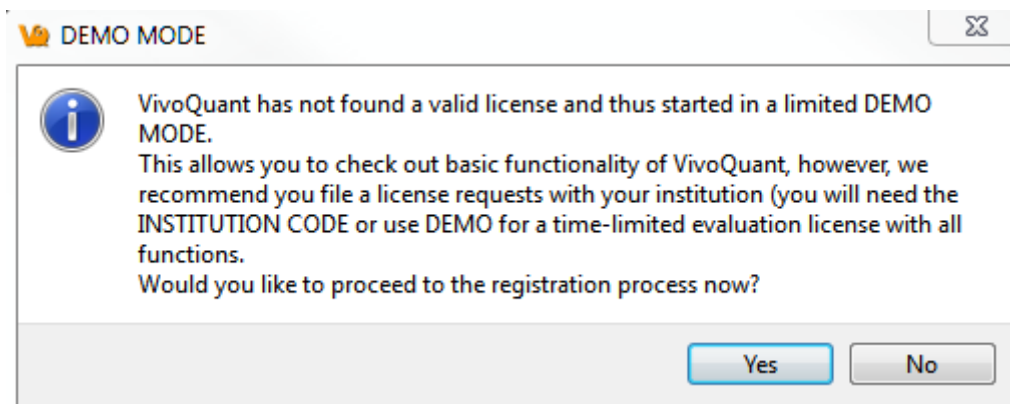 DEMO MODE
VivoQuant has not found a valid license and thus started in a limited DEMO
MODE.
This allows you to check out basic functionality of VivoQuant, however, we
recommend you file a license requests with your institution (you will need the
INSTITUTION CODE or use DEMO for a time-limited evaluation license with all
functions.
Would you like to proceed to the registration process now?
Yes
No